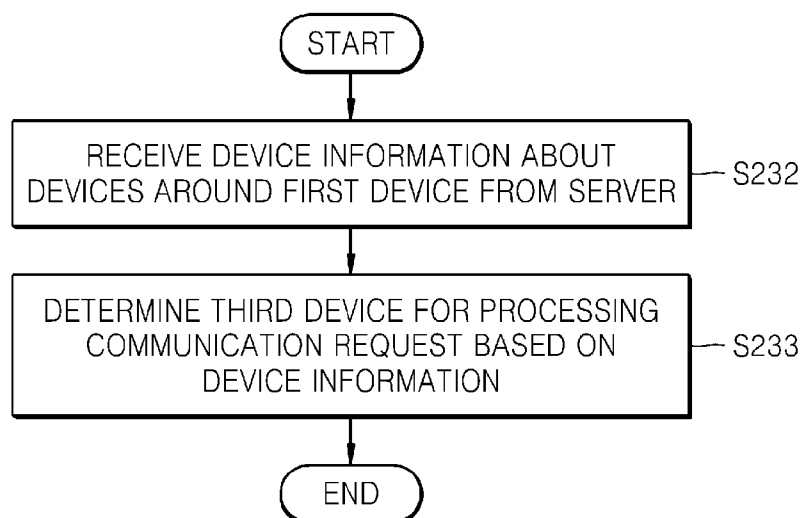 START
RECEIVE DEVICE INFORMATION ABOUT
DEVICES AROUND FIRST DEVICE FROM SERVER
S232
DETERMINE THIRD DEVICE FOR PROCESSING
COMMUNICATION REQUEST BASED ON
DEVICE INFORMATION
S233
END